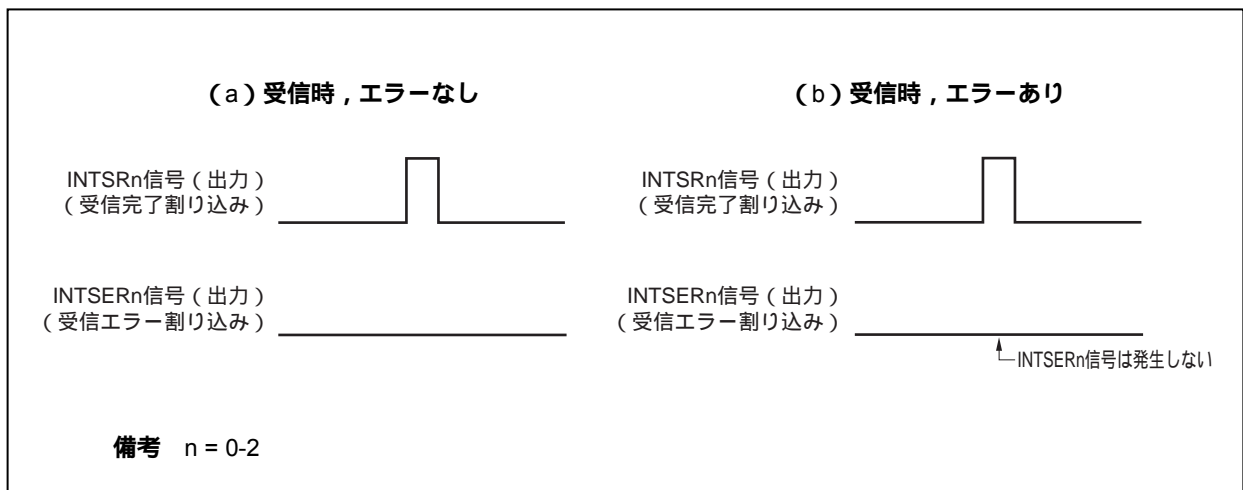 (a)受信時,エラーなし
INTSRn信号(出力)
(受信完了割り込み)
INTSERn信号(出力)
(受信エラー割り込み)
(b)受信時,エラーあり
INTSRn信号(出力)
(受信完了割り込み)
INTSERn信号(出力)
(受信エラー割り込み)
INTSERn信号は発生しない
備考 n = 0-2